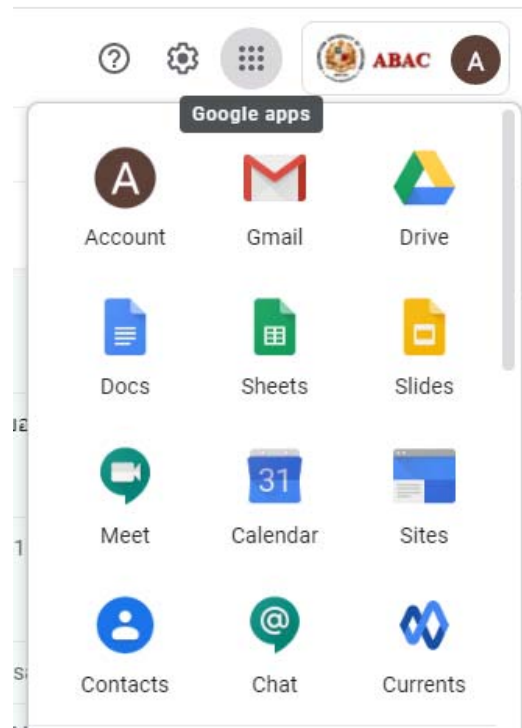 ABAC A
Google apps
A
Account Gmail Drive
Docs Sheets Slides
31
Meet Calendar Sites
@
Contacts Chat Currents